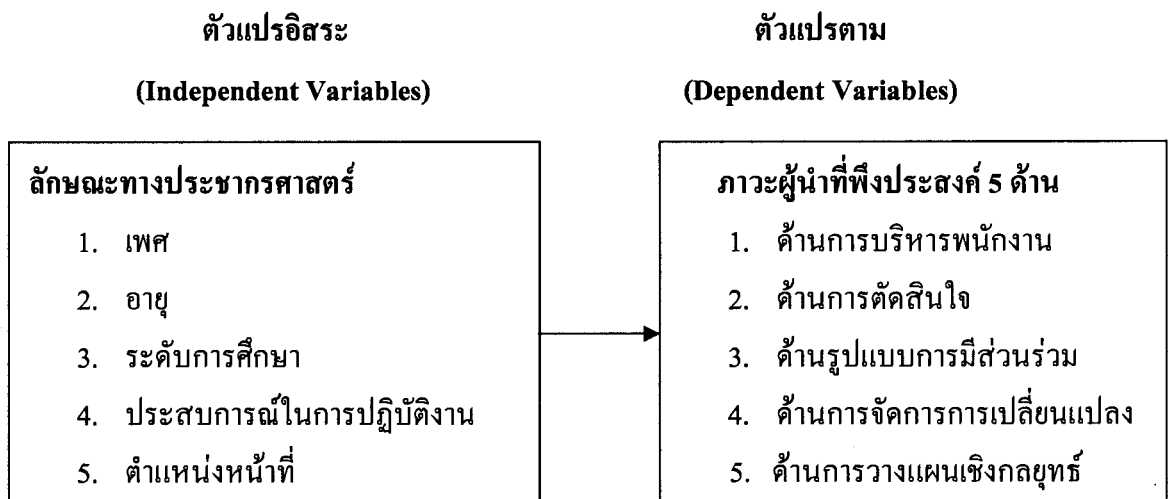 ตัวแปรอิสระ
(Independent Variables)
ลักษณะทางประชากรศาสตร์
1. เพศ
2. อายุ
3. ระดับการศึกษา
4. ประสบการณ์ในการปฏิบัติงาน
5. ตำแหน่งหน้าที่
ตัวแปรตาม
(Dependent Variables)
ภาวะผู้นำที่พึงประสงค์ 5 ด้าน
1. ด้านการบริหารพนักงาน
2. ด้านการตัดสินใจ
3. ด้านรูปแบบการมีส่วนร่วม
4. ด้านการจัดการการเปลี่ยนแปลง
5. ด้านการวางแผนเชิงกลยุทธ์